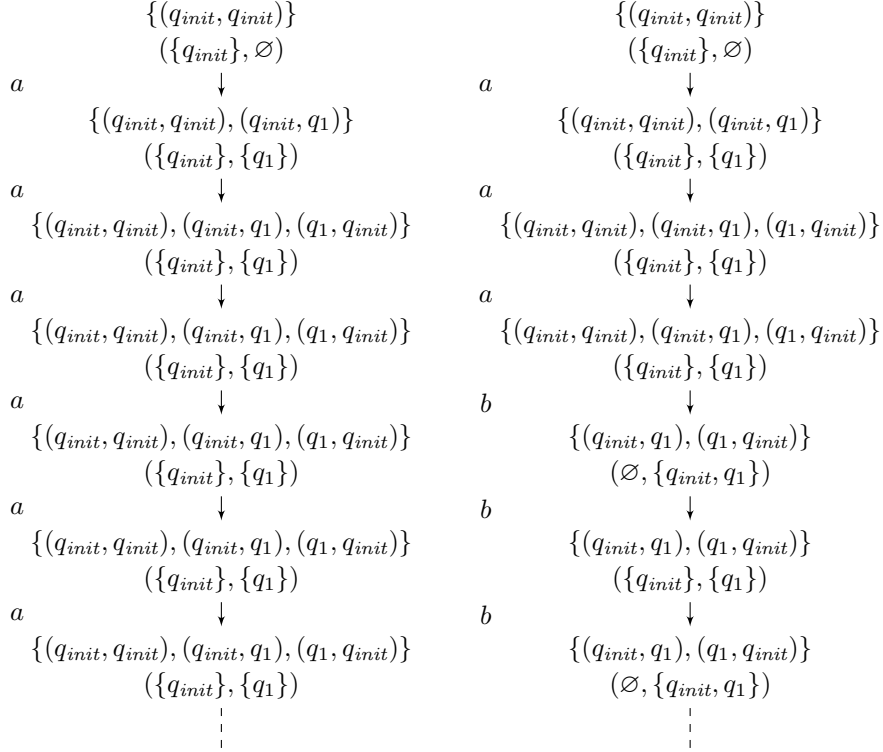 {(q_init, q_init)}
({q_init}, ∅)
a
{(q_init, q_init), (q_init, q_1)}
({q_init}, {q_1})
a
{(q_init, q_init), (q_init, q_1), (q_1, q_init)}
({q_init}, {q_1})
a
{(q_init, q_init), (q_init, q_1), (q_1, q_init)}
({q_init}, {q_1})
a
{(q_init, q_init), (q_init, q_1), (q_1, q_init)}
({q_init}, {q_1})
a
{(q_init, q_init), (q_init, q_1), (q_1, q_init)}
({q_init}, {q_1})
a
{(q_init, q_init), (q_init, q_1), (q_1, q_init)}
({q_init}, {q_1})
{(q_init, q_init)}
({q_init}, ∅)
a
{(q_init, q_init), (q_init, q_1)}
({q_init}, {q_1})
a
{(q_init, q_init), (q_init, q_1), (q_1, q_init)}
({q_init}, {q_1})
a
{(q_init, q_init), (q_init, q_1), (q_1, q_init)}
({q_init}, {q_1})
b
{(q_init, q_1), (q_1, q_init)}
(∅, {q_init, q_1})
b
{(q_init, q_1), (q_1, q_init)}
({q_init}, {q_1})
b
{(q_init, q_1), (q_1, q_init)}
(∅, {q_init, q_1})